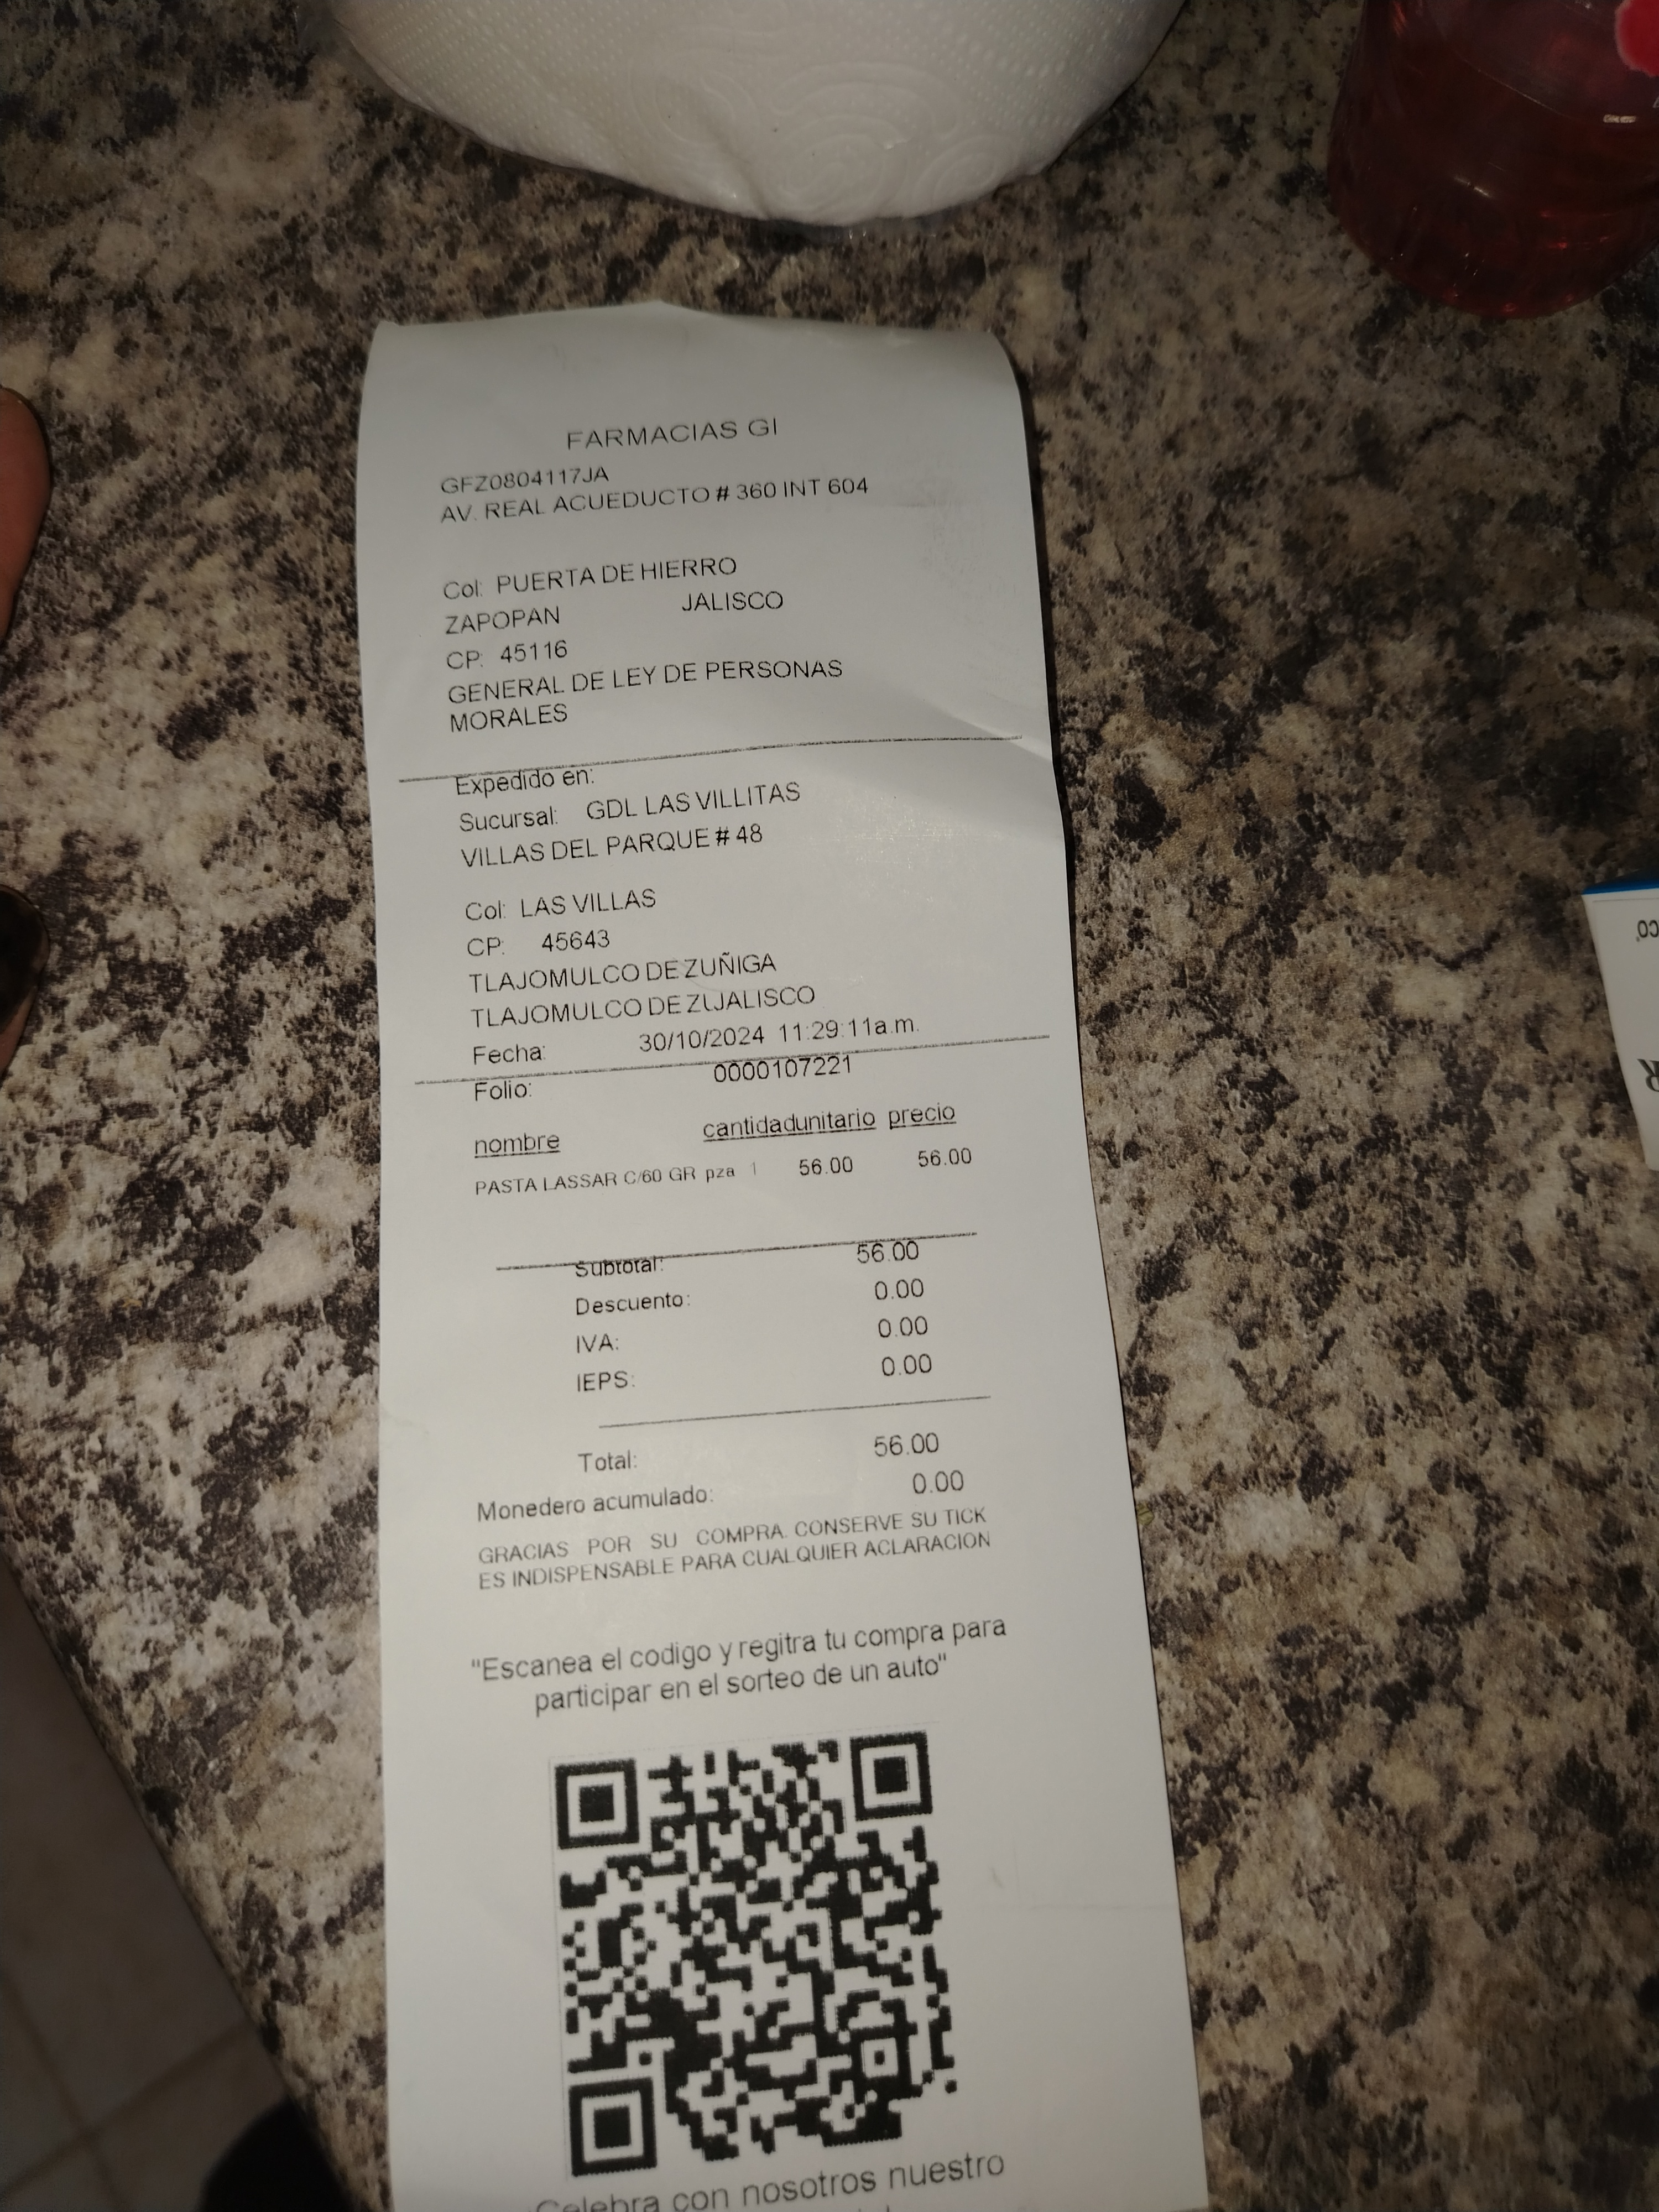 FARMACIAS GI
GFZ0804117JA
AV. REAL ACUEDUCTO # 360 INT 604
Col: PUERTA DE HIERRO
ZAPOPAN JALISCO
CP: 45116
GENERAL DE LEY DE PERSONAS
MORALES
Expedido en:
Sucursal: GDL LAS VILLITAS
VILLAS DEL PARQUE # 48
Col: LAS VILLAS
CP: 45643
TLAJOMULCO DE ZUÑIGA
TLAJOMULCO DE ZUJALISCO
Fecha: 30/10/2024 11:29:11a.m.
Folio: 0000107221
nombre cantidadunitario precio
PASTA LASSAR C/60 GR pza 1 56.00 56.00
Subtotal: 56.00
Descuento: 0.00
IVA: 0.00
IEPS: 0.00
Total: 56.00
Monedero acumulado: 0.00
GRACIAS POR SU COMPRA. CONSERVE SU TICK
ES INDISPENSABLE PARA CUALQUIER ACLARACION
"Escanea el codigo y regitra tu compra para
participar en el sorteo de un auto"
Celebra con nosotros nuestro